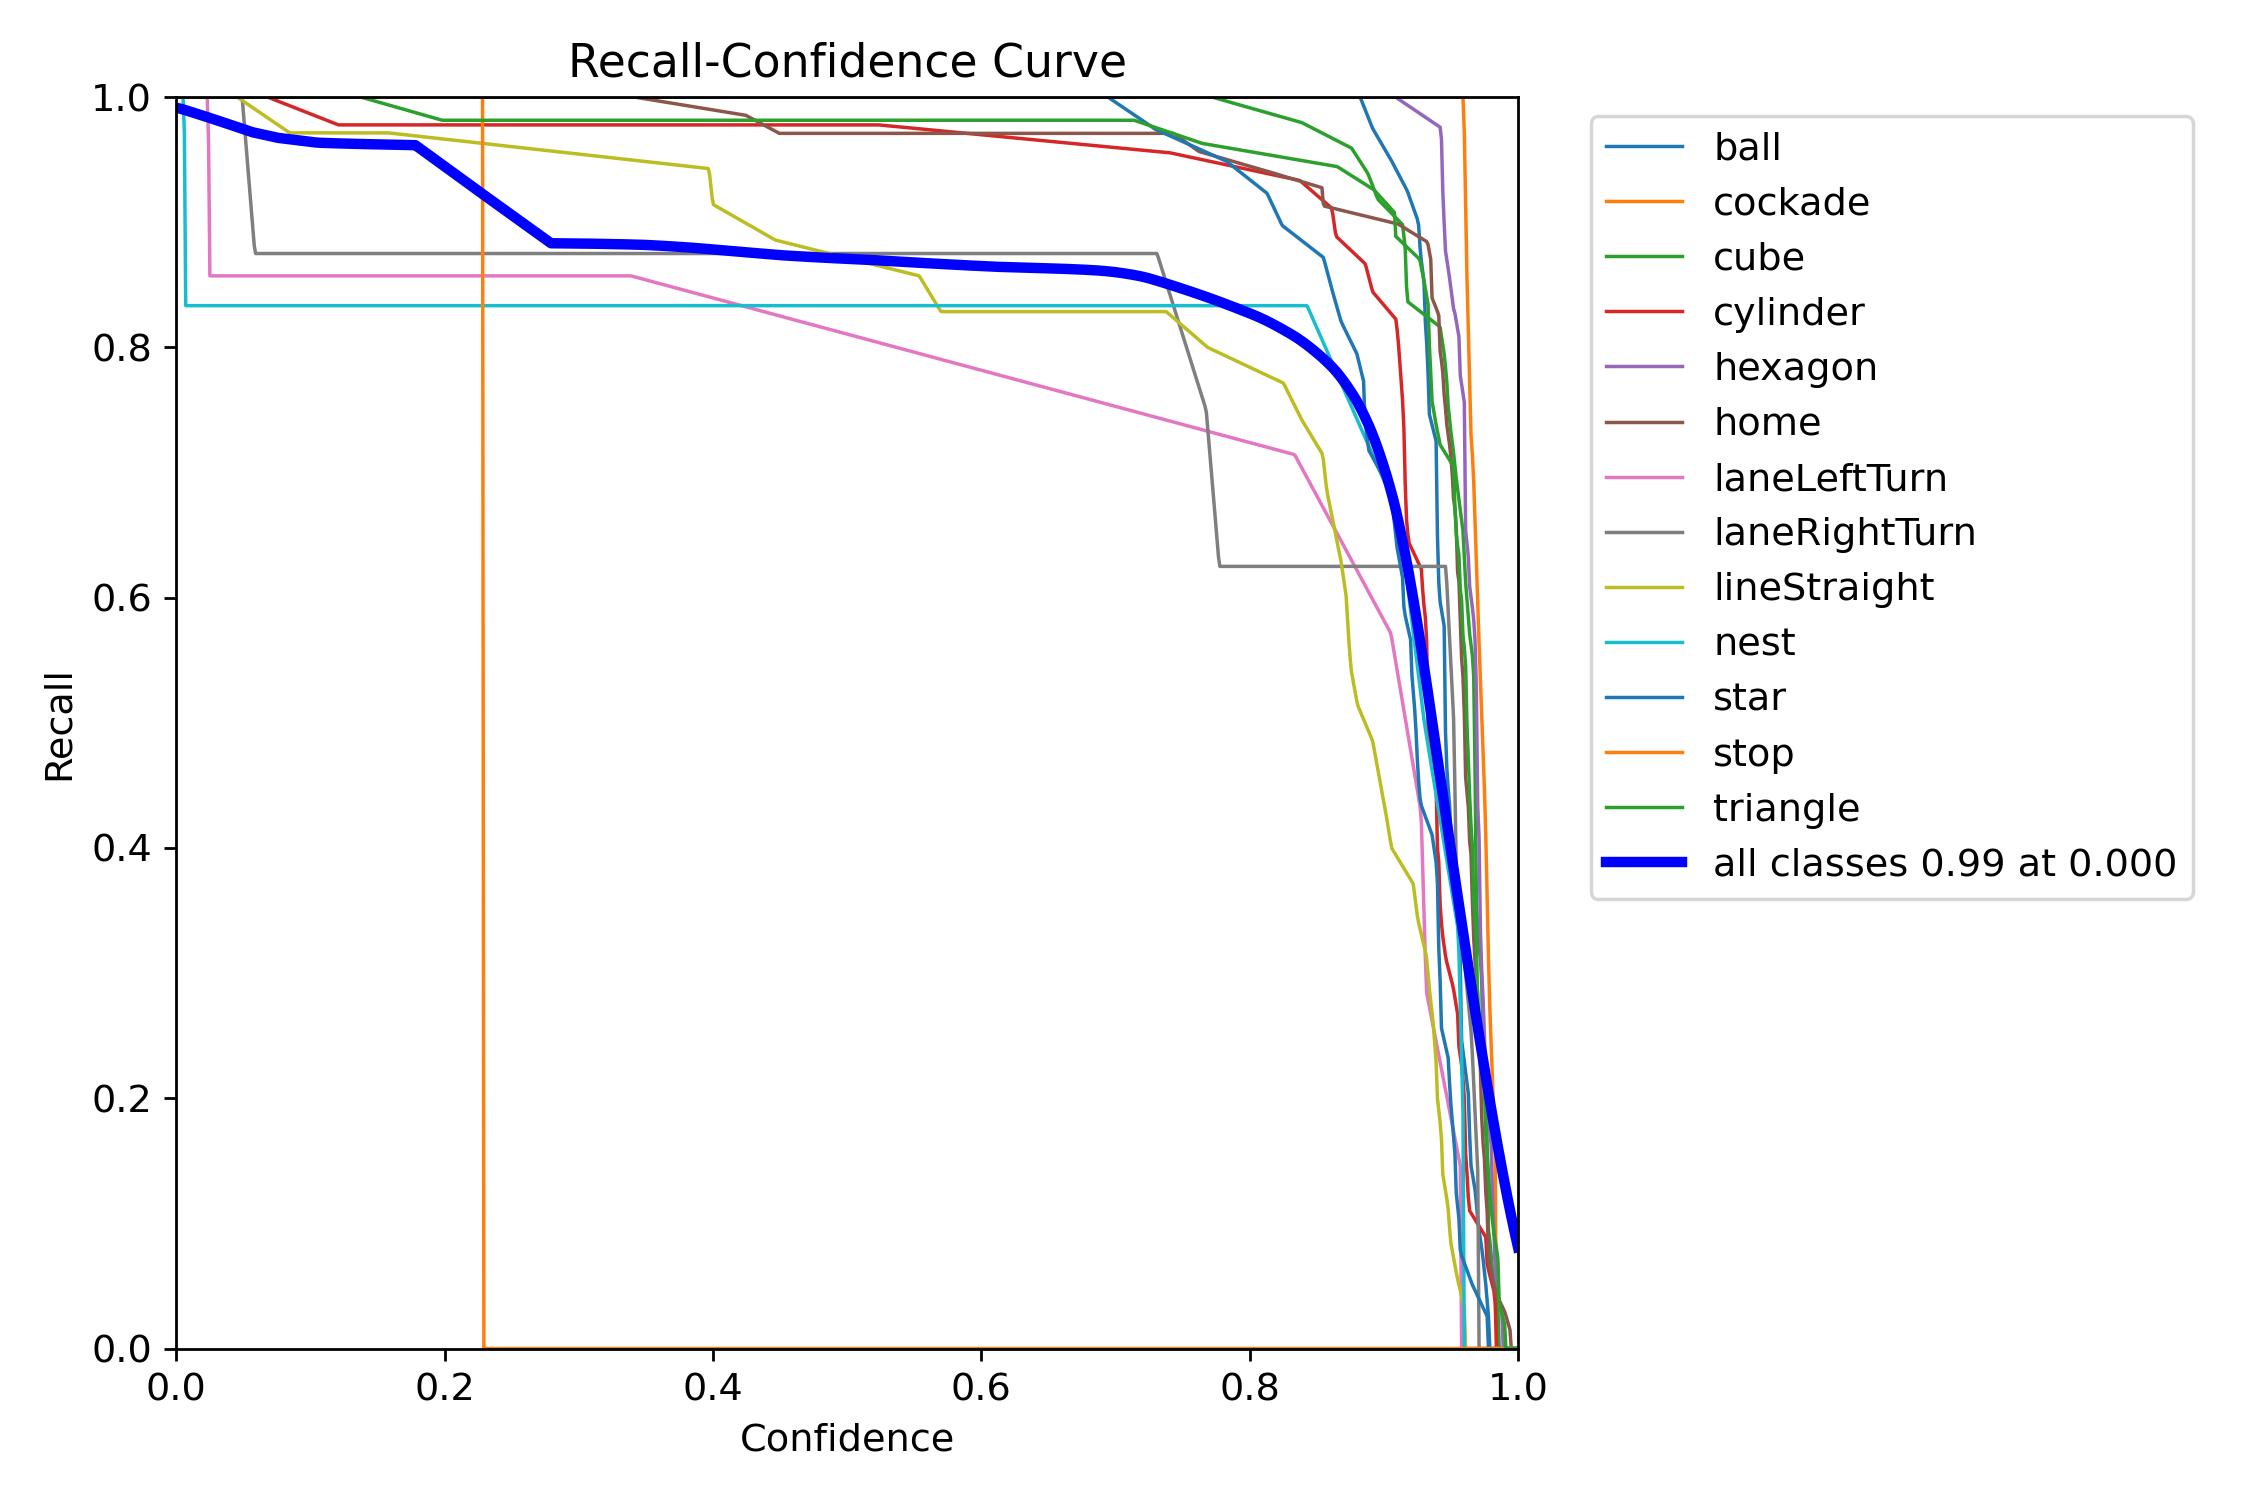 Recall-Confidence Curve
1.0
0.8
0.6
0.4
0.2
0.0
Recall
0.0 0.2 0.4 0.6 0.8 1.0
Confidence
ball
cockade
cube
cylinder
hexagon
home
laneLeftTurn
laneRightTurn
lineStraight
nest
star
stop
triangle
all classes 0.99 at 0.000